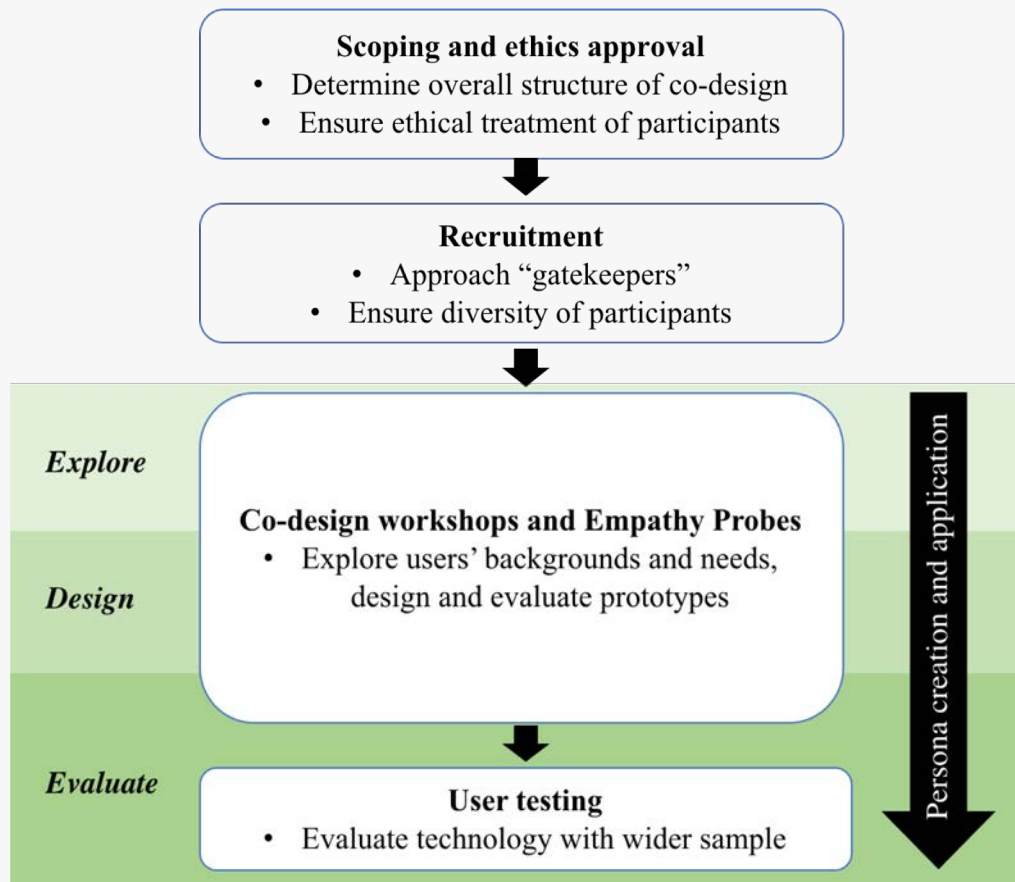 Scoping and ethics approval
• Determine overall structure of co-design
• Ensure ethical treatment of participants
Recruitment
• Approach “gatekeepers”
• Ensure diversity of participants
Explore
Co-design workshops and Empathy Probes
• Explore users’ backgrounds and needs,
design and evaluate prototypes
Design
Evaluate
User testing
• Evaluate technology with wider sample
Persona creation and application